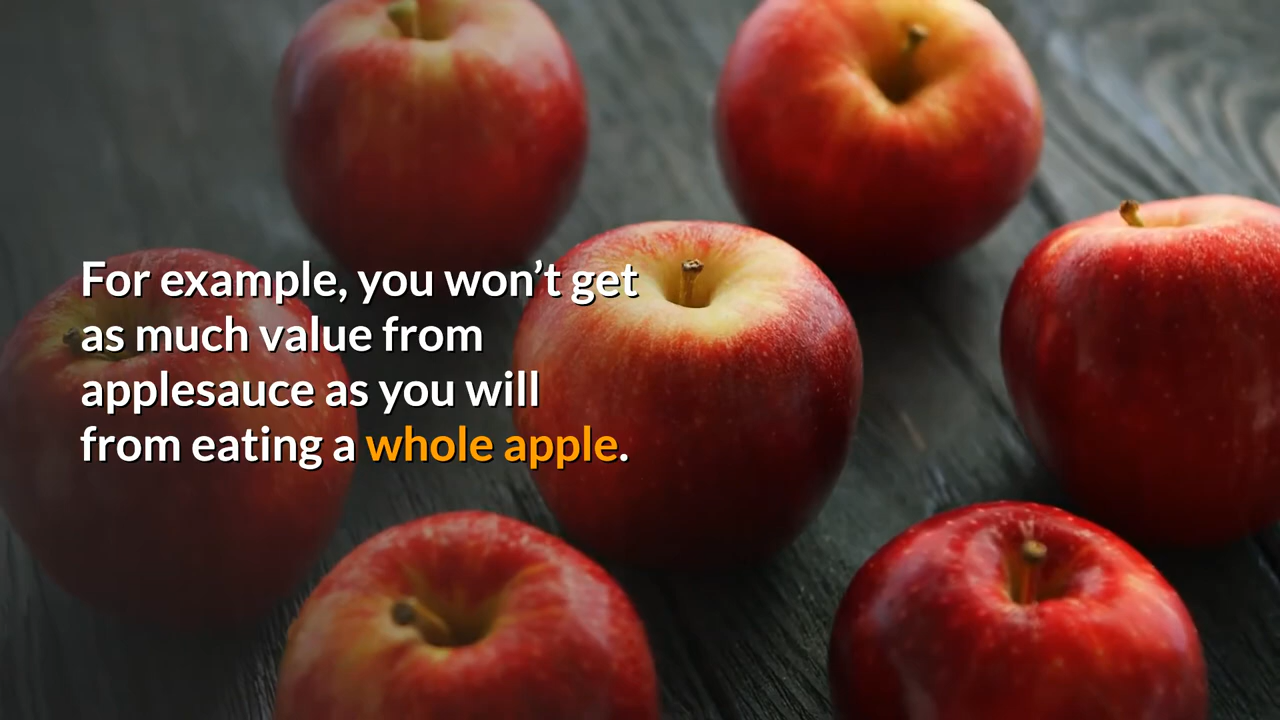 For example, you won’t get
as much value from
applesauce as you will
from eating a whole apple.